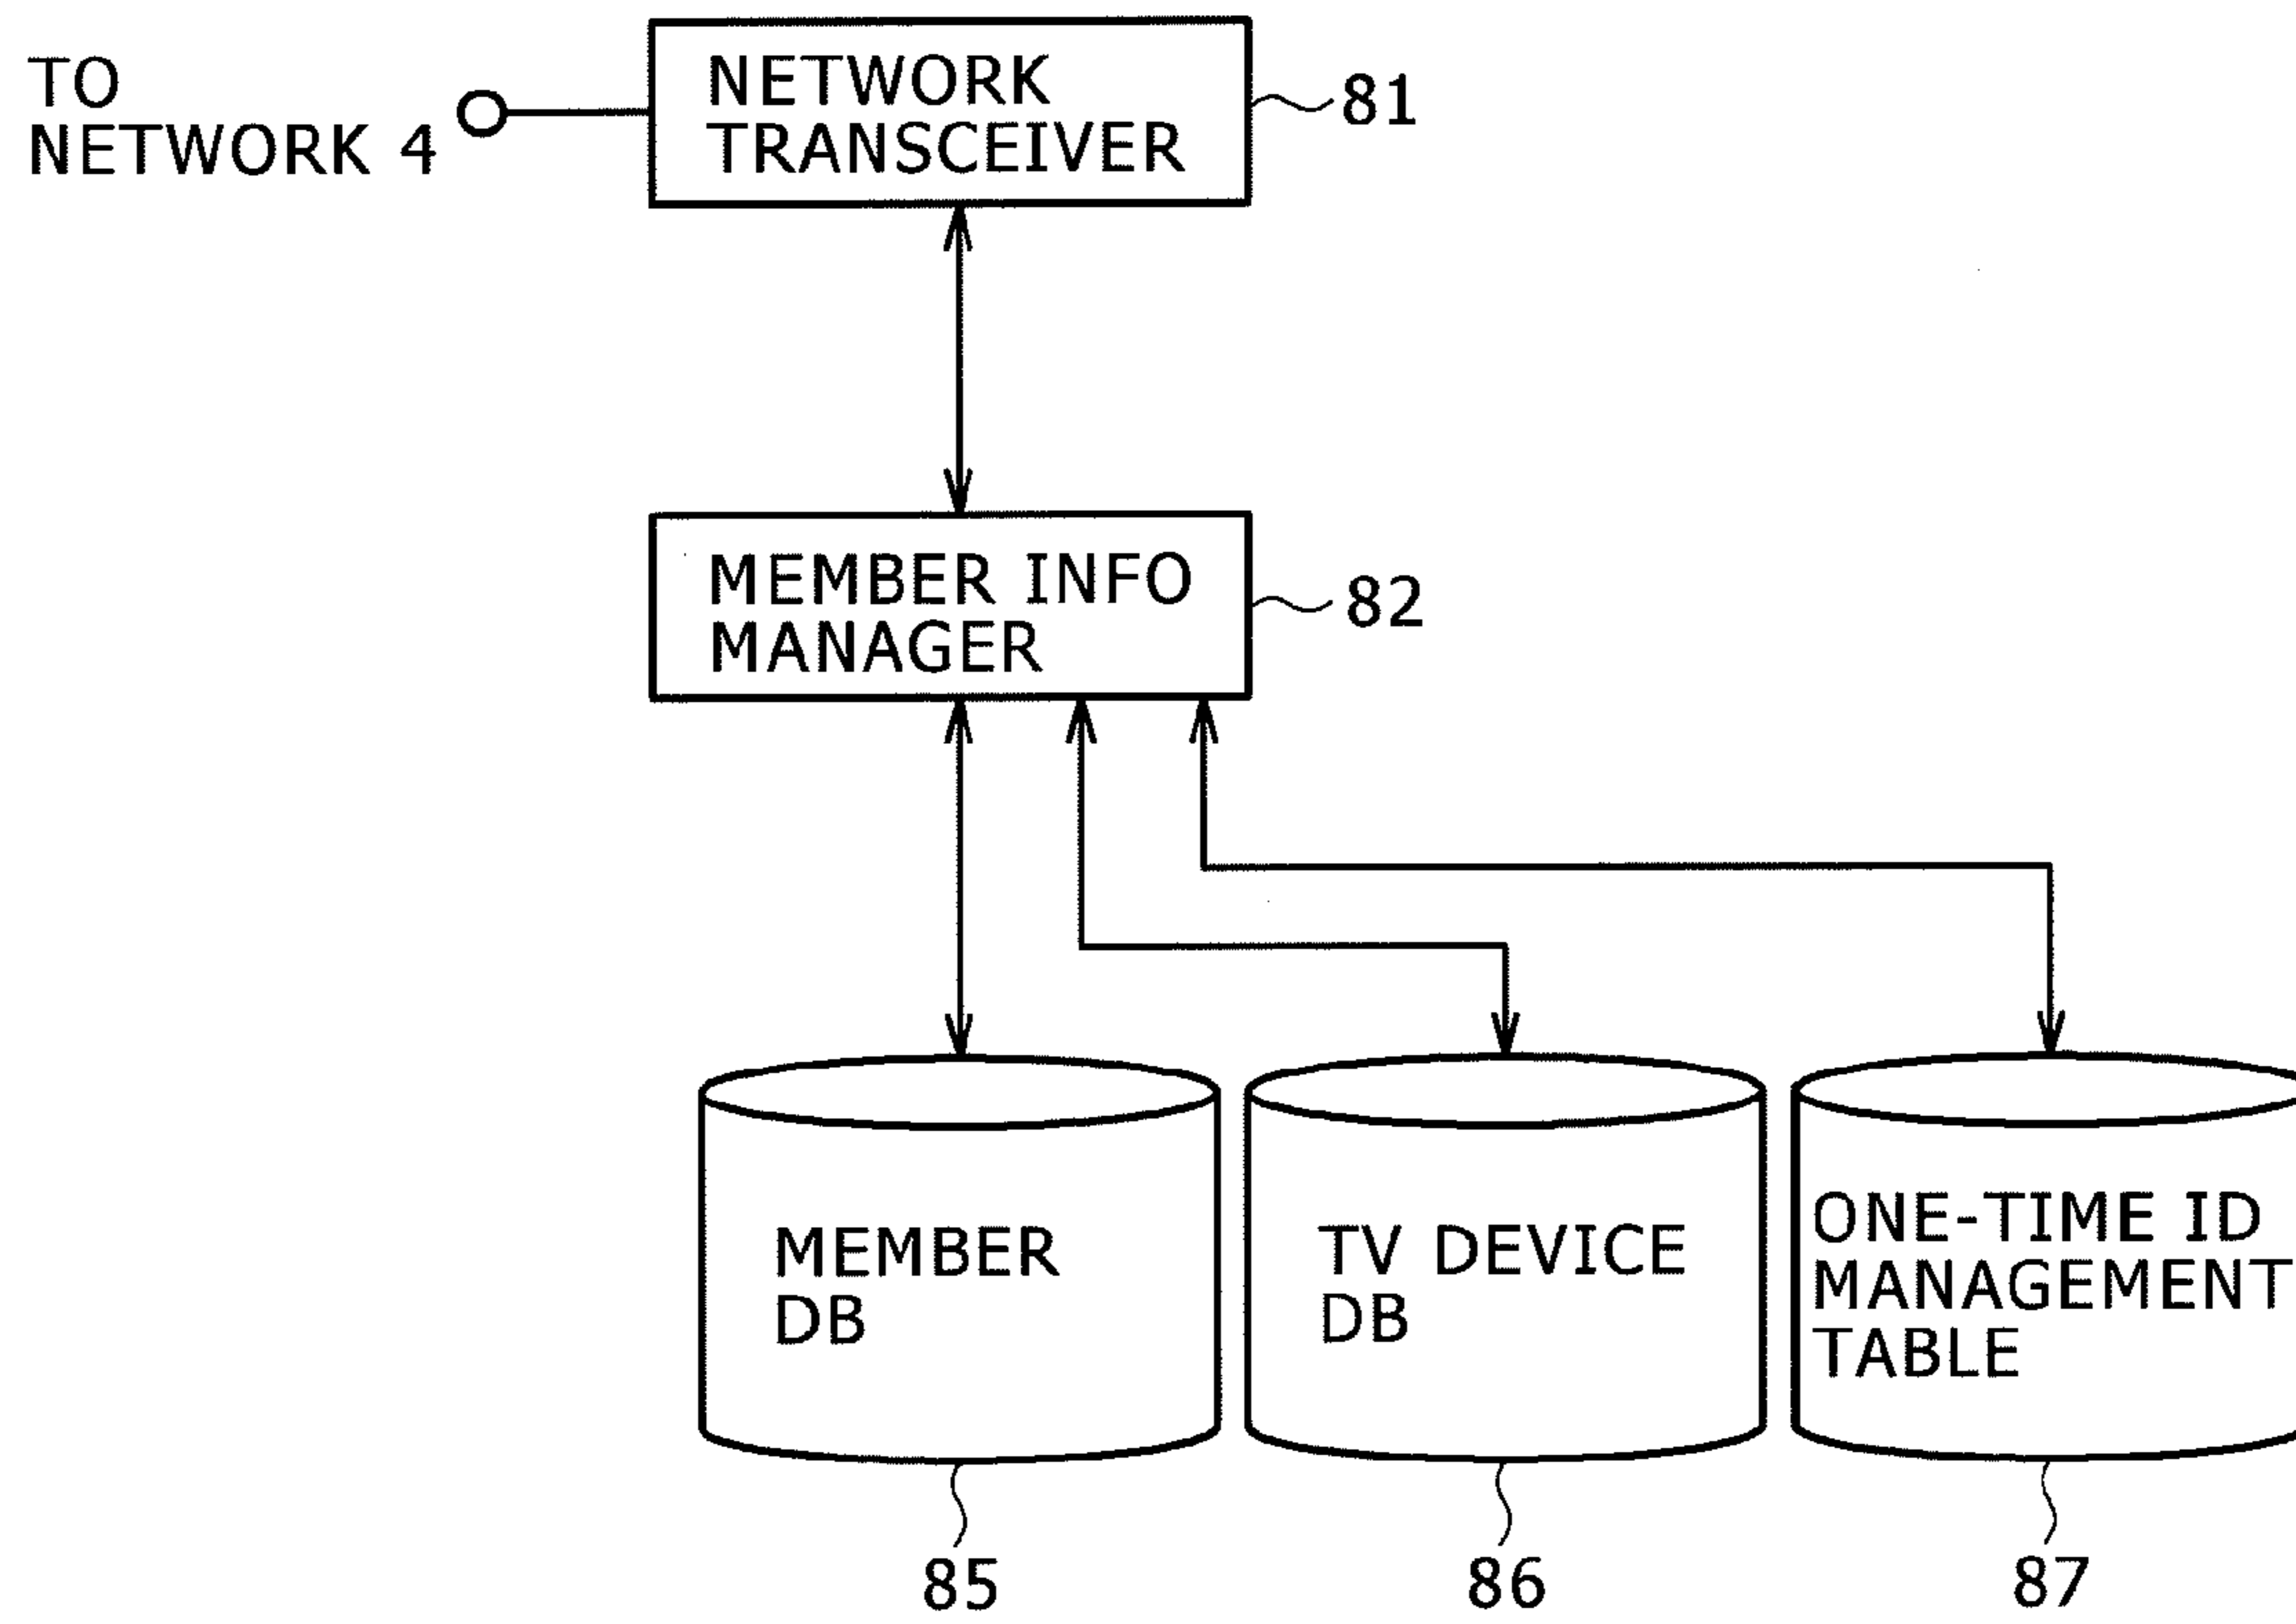 TO
NETWORK 4
NETWORK
TRANSCEIVER
81
MEMBER INFO
MANAGER
82
MEMBER
DB
TV DEVICE
DB
ONE-TIME ID
MANAGEMENT
TABLE
85
86
87